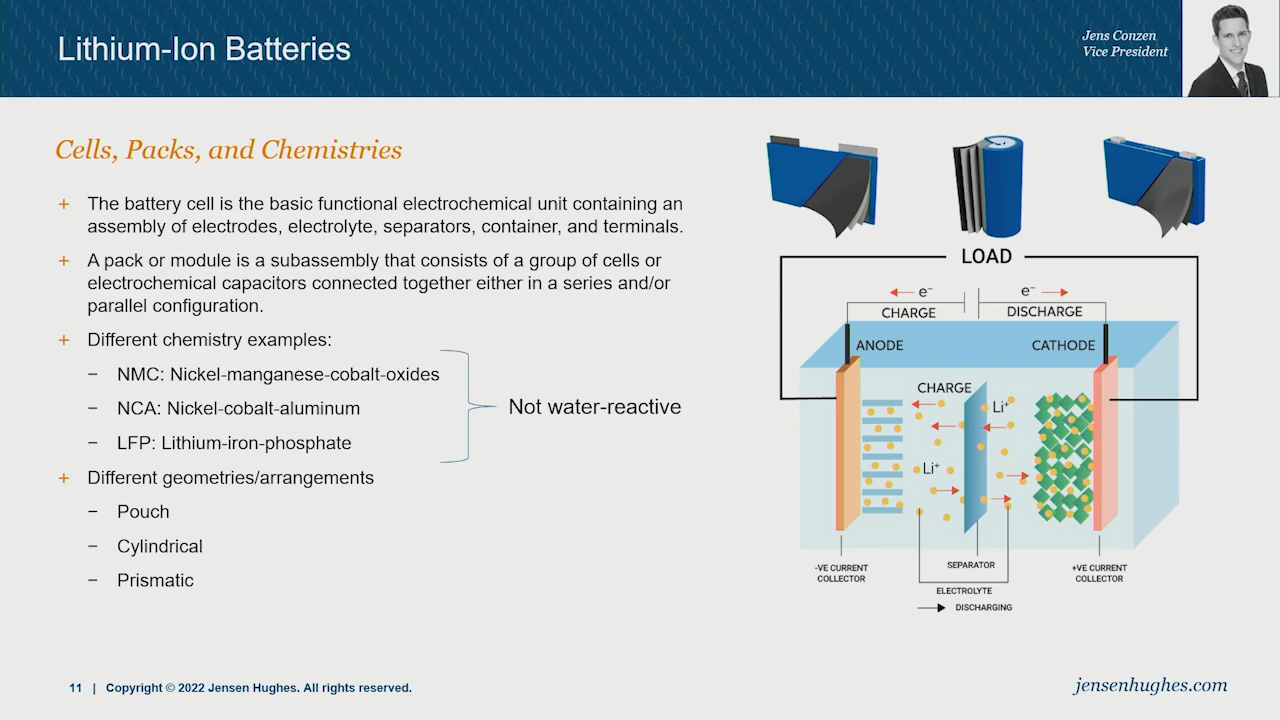 Lithium-Ion Batteries
Jens Conzen
Vice President
Cells, Packs, and Chemistries
+ The battery cell is the basic functional electrochemical unit containing an
assembly of electrodes, electrolyte, separators, container, and terminals.
+ A pack or module is a subassembly that consists of a group of cells or
electrochemical capacitors connected together either in a series and/or
parallel configuration.
+ Different chemistry examples:
− NMC: Nickel-manganese-cobalt-oxides
− NCA: Nickel-cobalt-aluminum
− LFP: Lithium-iron-phosphate
Not water-reactive
+ Different geometries/arrangements
− Pouch
− Cylindrical
− Prismatic
LOAD
e⁻
e⁻
CHARGE
DISCHARGE
ANODE
CATHODE
CHARGE
Li⁺
Li⁺
-VE CURRENT
COLLECTOR
SEPARATOR
+VE CURRENT
COLLECTOR
ELECTROLYTE
DISCHARGING
11 | Copyright © 2022 Jensen Hughes. All rights reserved.
jensenhughes.com